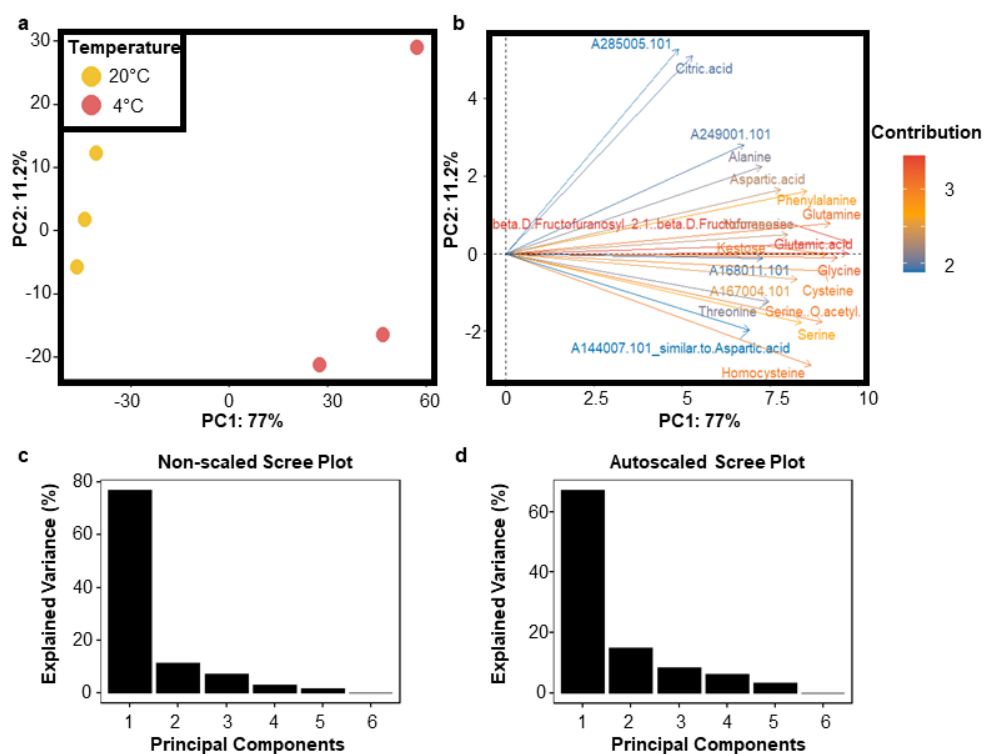 a
Temperature
20°C
4°C
30
20
10
0
-10
-20
PC2: 11.2%
-30
0
30
60
PC1: 77%
b
A285005.101
Citric.acid
A249001.101
Alanine
Aspartic.acid
Phenylalanine
Glutamine
beta.D.Fructofuranosyl_2.1..beta.D.Fructofuranose
Glutamic.acid
Kestose
A168011.101
Glycine
A167004.101
Cysteine
Threonine
Serine..O.acetyl.
Serine
A144007.101_similar.to.Aspartic.acid
Homocysteine
4
2
0
-2
PC2: 11.2%
0
2.5
5.0
7.5
10
PC1: 77%
Contribution
3
2
c
Non-scaled Scree Plot
80
60
40
20
0
Explained Variance (%)
1 2 3 4 5 6
Principal Components
d
Autoscaled Scree Plot
60
40
20
0
Explained Variance (%)
1 2 3 4 5 6
Principal Components